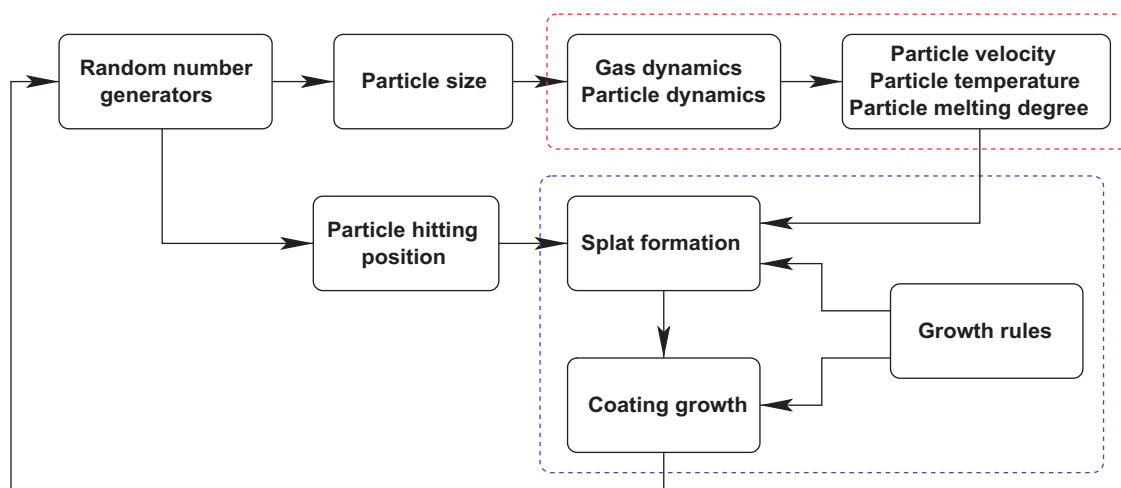 Random number
generators
Particle size
Gas dynamics
Particle dynamics
Particle velocity
Particle temperature
Particle melting degree
Particle hitting
position
Splat formation
Growth rules
Coating growth